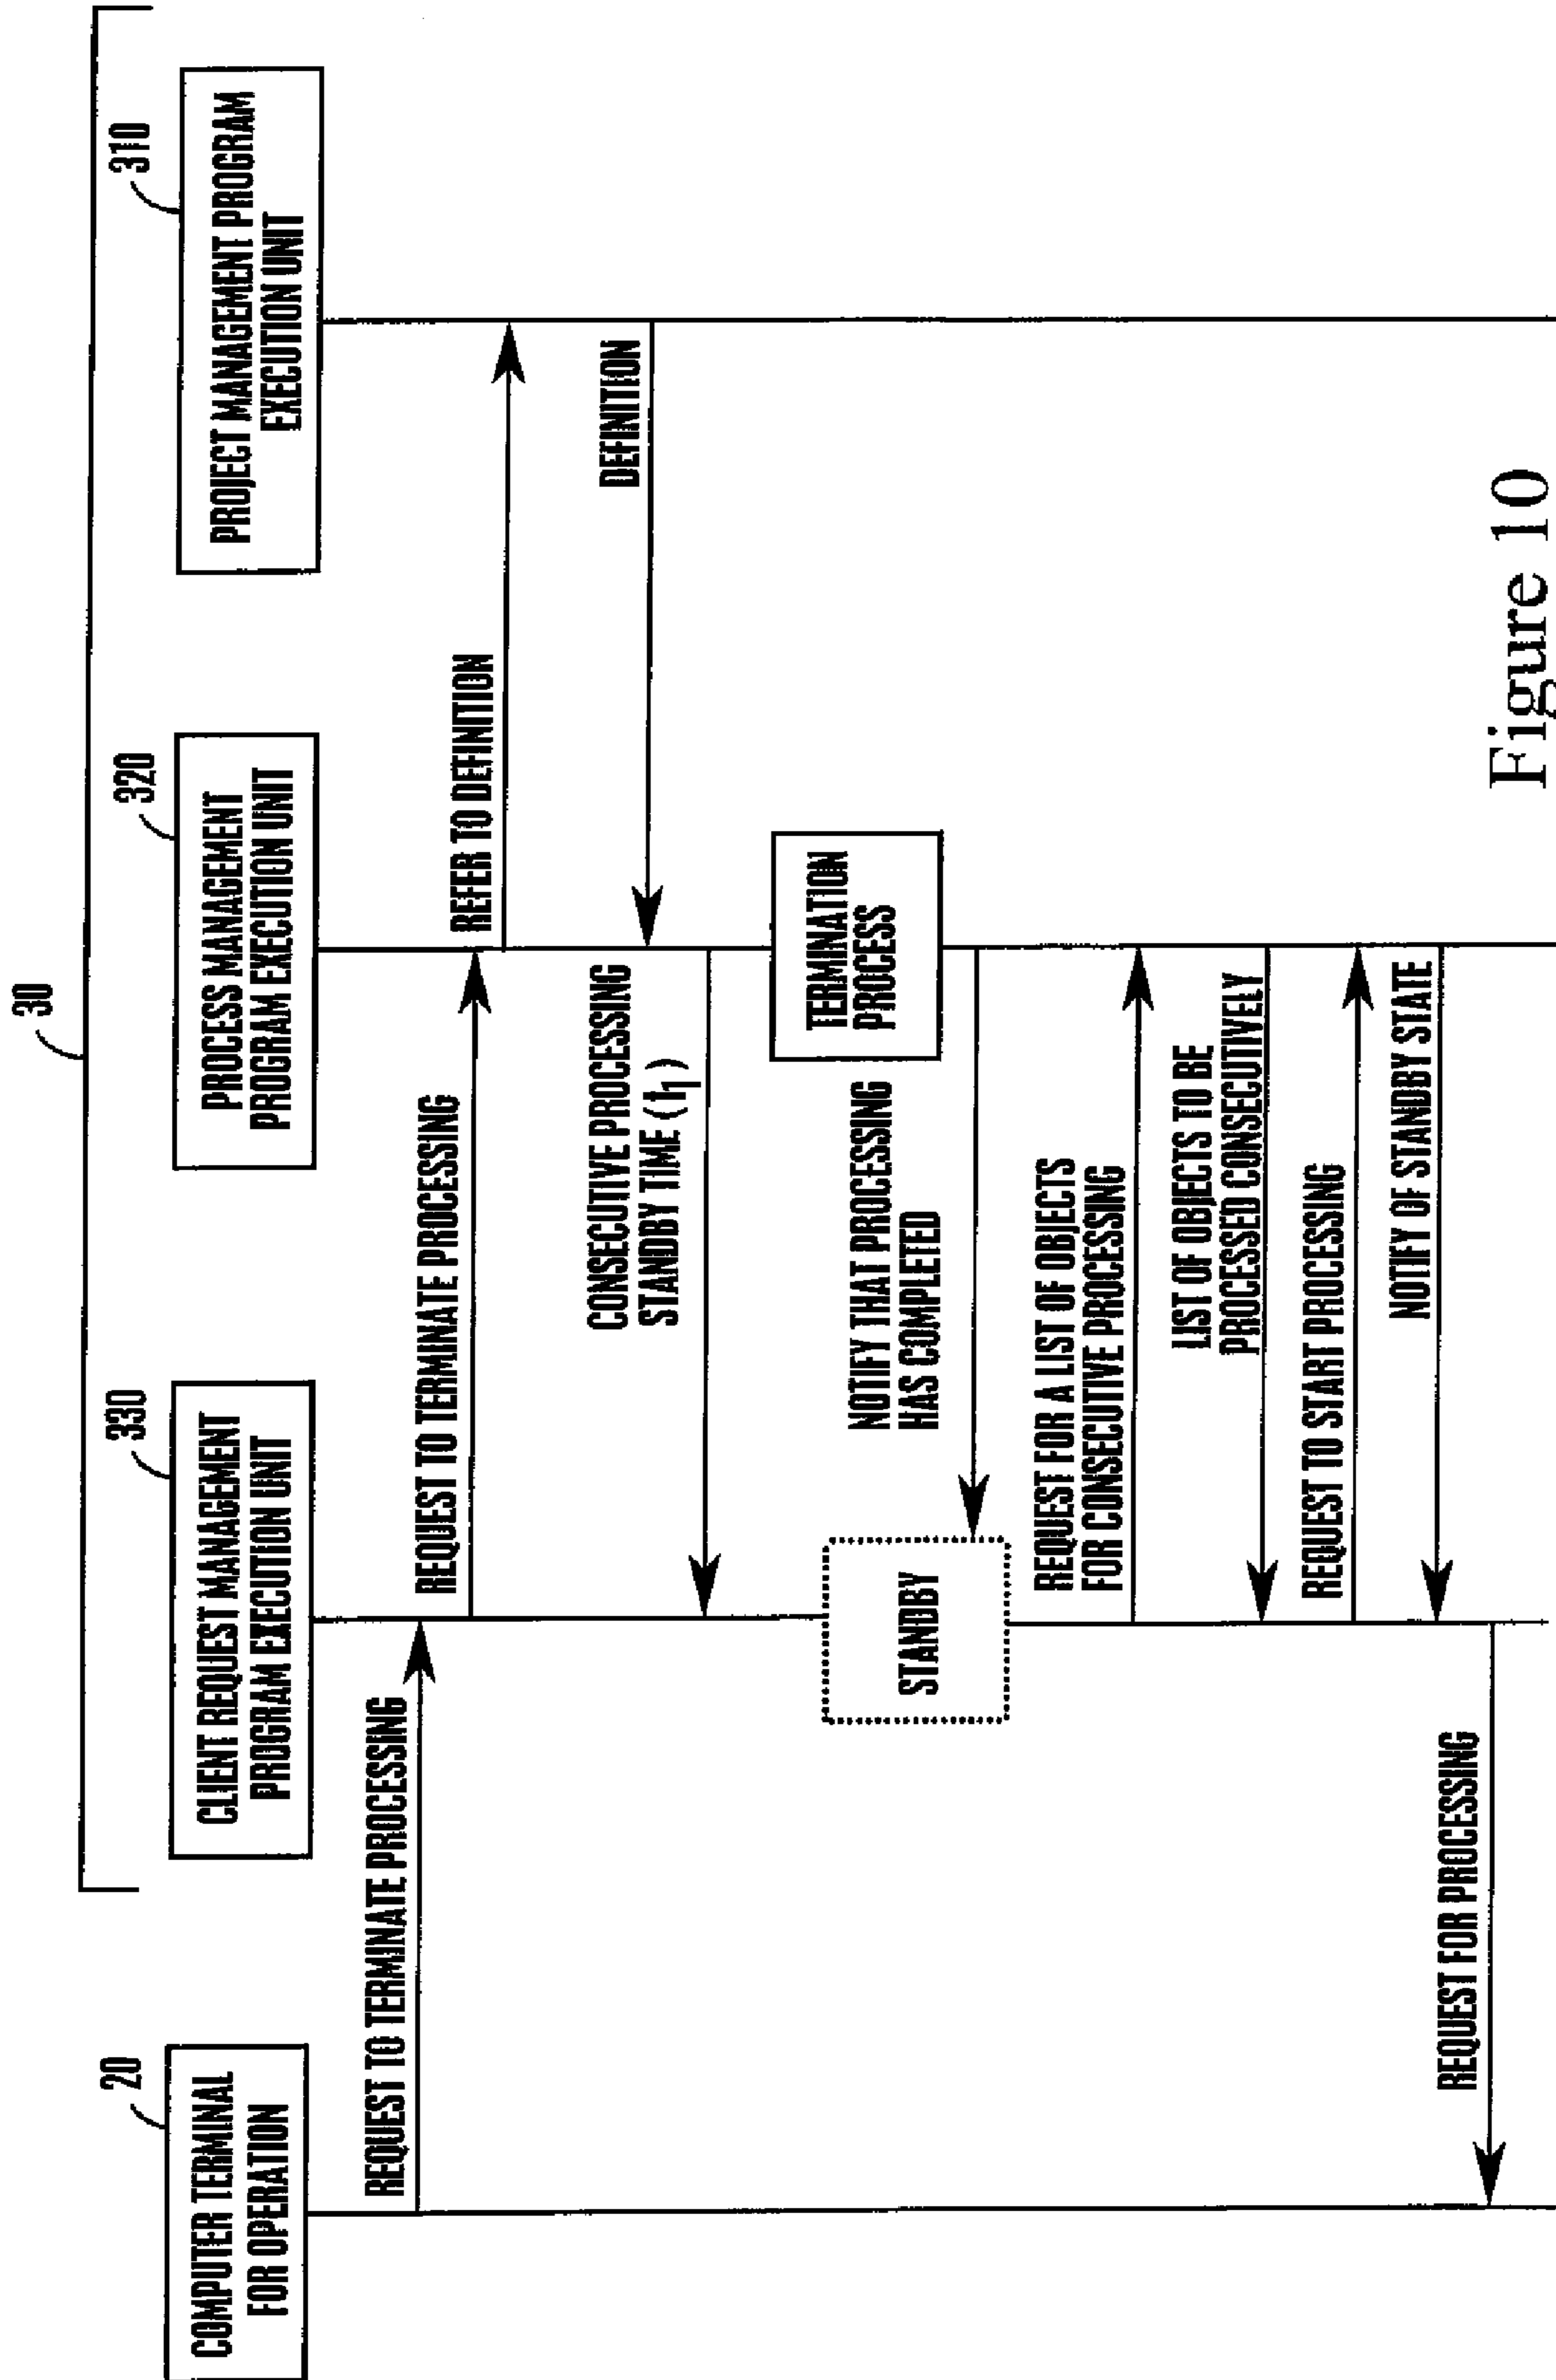 30
20
COMPUTER TERMINAL
FOR OPERATION
330
CLIENT REQUEST MANAGEMENT
PROGRAM EXECUTION UNIT
320
PROCESS MANAGEMENT
PROGRAM EXECUTION UNIT
310
PROJECT MANAGEMENT PROGRAM
EXECUTION UNIT
REQUEST TO TERMINATE PROCESSING
REQUEST TO TERMINATE PROCESSING
REFER TO DEFINITION
DEFINITION
CONSECUTIVE PROCESSING
STANDBY TIME (t1)
TERMINATION
PROCESS
STANDBY
NOTIFY THAT PROCESSING
HAS COMPLETED
REQUEST FOR A LIST OF OBJECTS
FOR CONSECUTIVE PROCESSING
LIST OF OBJECTS TO BE
PROCESSED CONSECUTIVELY
REQUEST TO START PROCESSING
NOTIFY OF STANDBY STATE
REQUEST FOR PROCESSING
Figure 10